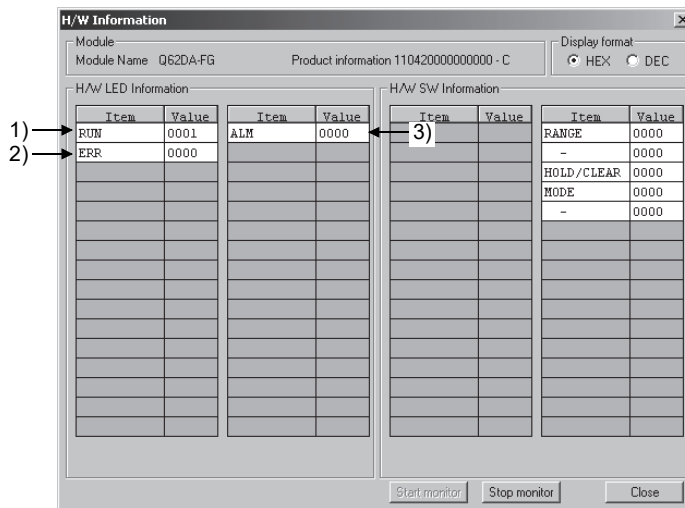 H/W Information
Module
Module Name Q62DA-FG Product information 110420000000000 - C
Display format
HEX DEC
H/W LED Information
H/W SW Information
Item Value Item Value Item Value Item Value
1) RUN 0001 ALM 0000 3) RANGE 0000
2) ERR 0000 - 0000
HOLD/CLEAR 0000
MODE 0000
- 0000
Start monitor Stop monitor Close